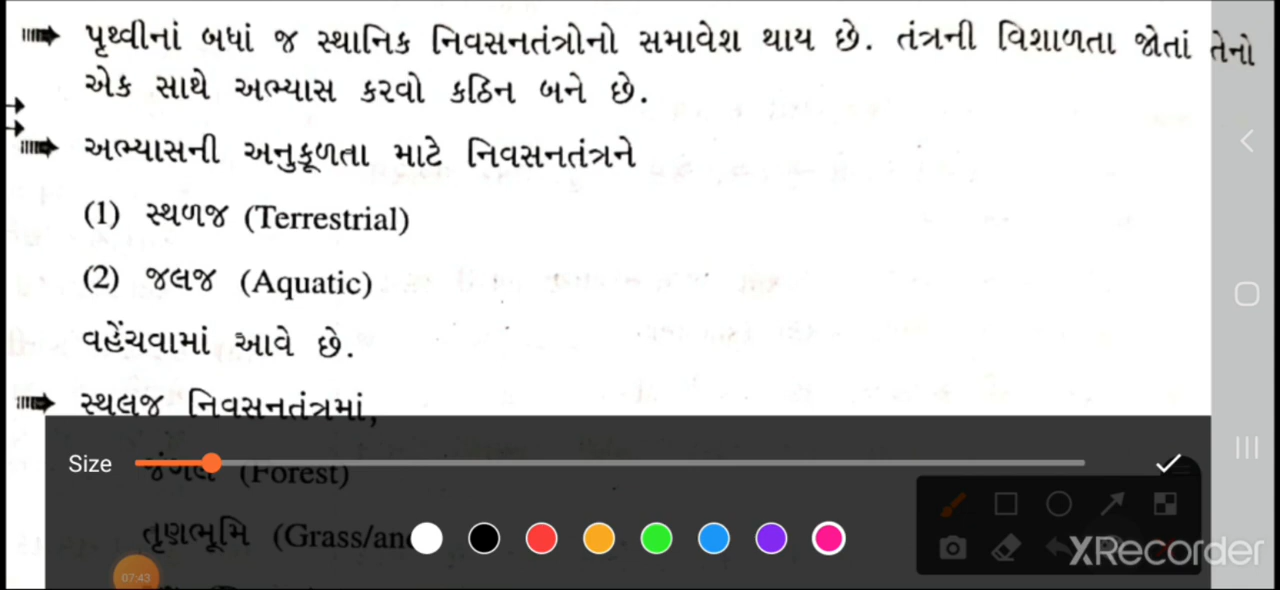 પૃથ્વીનાં બધાં જ સ્થાનિક નિવસનતંત્રોનો સમાવેશ થાય છે. તંત્રની વિશાળતા જોતાં તેનો
એક સાથે અભ્યાસ કરવો કઠિન બને છે.
અભ્યાસની અનુકૂળતા માટે નિવસનતંત્રને
(1) સ્થળજ (Terrestrial)
(2) જલજ (Aquatic)
વહેંચવામાં આવે છે.
સ્થલજ નિવસનતંત્રમાં,
Size
જંગલ (Forest)
તૃણભૂમિ (Grass/an
XRecorder
07:43